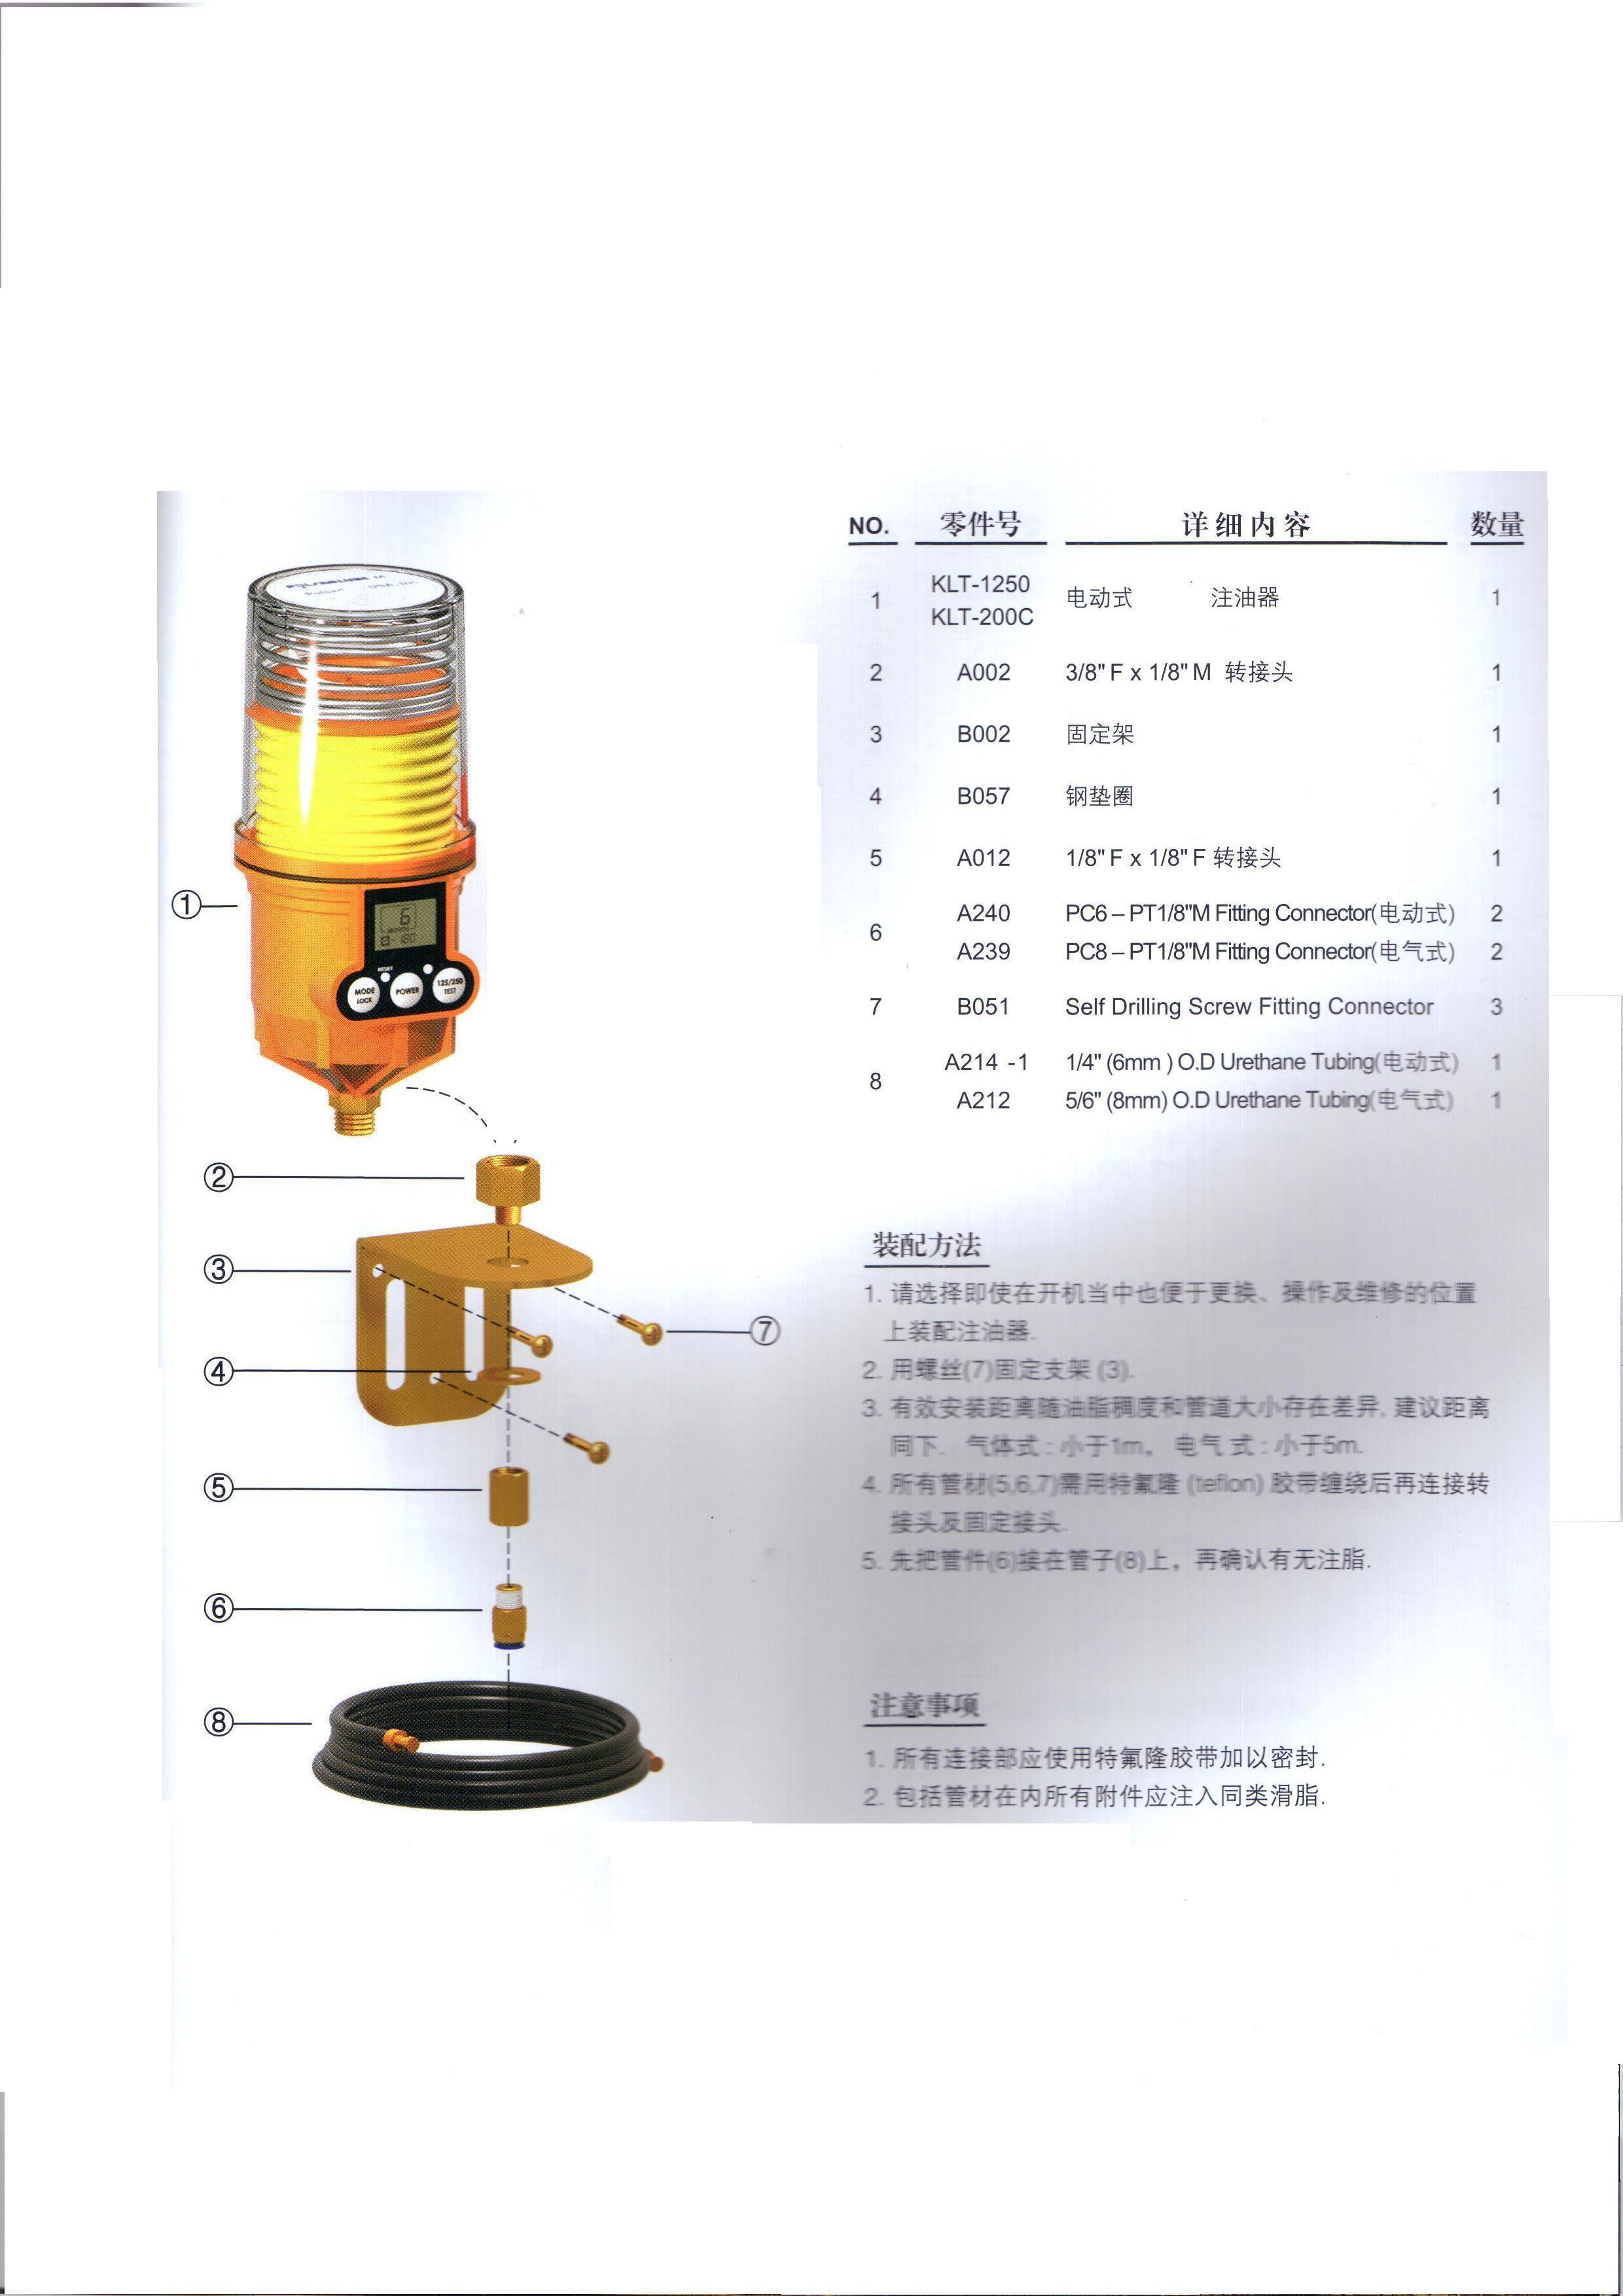 NO. 零件号 详细内容 数量
1 KLT-1250 电动式 注油器 1
KLT-200C
2 A002 3/8" F x 1/8" M 转接头 1
3 B002 固定架 1
4 B057 钢垫圈 1
5 A012 1/8" F x 1/8" F 转接头 1
6 A240 PC6 – PT1/8"M Fitting Connector(电动式) 2
A239 PC8 – PT1/8"M Fitting Connector(电气式) 2
7 B051 Self Drilling Screw Fitting Connector 3
8 A214 -1 1/4" (6mm ) O.D Urethane Tubing(电动式) 1
A212 5/6" (8mm) O.D Urethane Tubing(电气式) 1
①
6
MONTH
- 180
RESET
MODE LOCK
POWER
125/250 TEST
②
③
④
⑤
⑥
⑦
⑧
装配方法
1. 请选择即使在开机当中也便于更换、操作及维修的位置
上装配注油器.
2. 用螺丝(7)固定支架 (3).
3. 有效安装距离随油脂稠度和管道大小存在差异, 建议距离
同下. 气体式 : 小于1m， 电气 式 : 小于5m.
4. 所有管材(5,6,7)需用特氟隆 (teflon) 胶带缠绕后再连接转
接头及固定接头.
5. 先把管件(6)接在管子(8)上，再确认有无注脂.
注意事项
1. 所有连接部应使用特氟隆胶带加以密封.
2. 包括管材在内所有附件应注入同类滑脂.